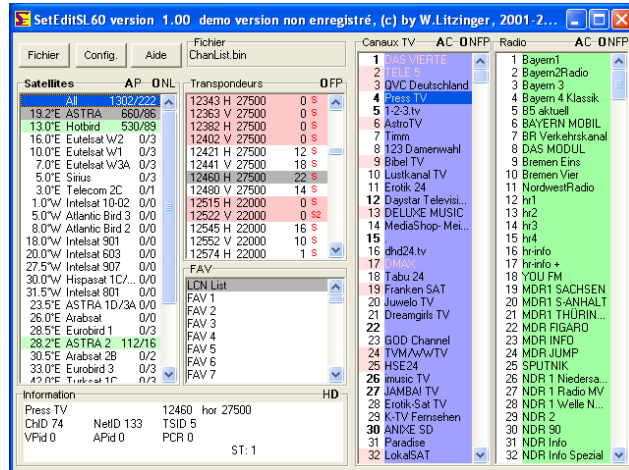 SetEditSL60 version 1.00 demo version non enregistré, (c) by W.Litzinger, 2001-2...
Fichier Config. Aide
Fichier
ChanList.bin
Satellites AP ONL
All 1302/222
19.2°E ASTRA 660/86
13.0°E Hotbird 530/89
16.0°E Eutelsat W2 0/3
10.0°E Eutelsat W1 0/3
7.0°E Eutelsat W3A 0/3
5.0°E Sirius 0/3
3.0°E Telecom 2C 0/1
1.0°W Intelsat 10-02 0/0
5.0°W Atlantic Bird 3 0/0
8.0°W Atlantic Bird 2 0/0
18.0°W Intelsat 901 0/0
20.0°W Intelsat 603 0/0
27.5°W Intelsat 907 0/0
30.0°W Hispasat 1C/... 0/0
31.5°W Intelsat 801 0/0
23.5°E ASTRA 1D/3A 0/0
26.0°E Arabsat 0/0
28.5°E Eurobird 1 0/3
28.2°E ASTRA 2 112/16
30.5°E Arabsat 2B 0/2
33.0°E Eurobird 3 0/3
42.0°E Turksat 1C 0/3
Transpondeurs OFP
12343 H 27500 0 S
12363 V 27500 0 S
12382 H 27500 0 S
12402 V 27500 0 S
12421 H 27500 12 S
12441 V 27500 18 S
12460 H 27500 22 S
12480 V 27500 14 S
12515 H 22000 0 S
12522 V 22000 0 S2
12545 H 22000 16 S
12552 V 22000 10 S
12574 H 22000 1 S
FAV
LCN List
FAV 1
FAV 2
FAV 3
FAV 4
FAV 5
FAV 6
FAV 7
Information HD
Press TV 12460 hor 27500
ChID 74 NetID 133 TSID 5
VPid 0 APid 0 PCR 0
ST: 1
Canaux TV AC ONFP
1 DAS VIERTE
2 TELE 5
3 QVC Deutschland
4 Press TV
5 1-2-3.tv
6 AstroTV
7 Timm
8 123 Damenwahl
9 Bibel TV
10 Lustkanal TV
11 Erotik 24
12 Daystar Televisi...
13 DELUXE MUSIC
14 MediaShop- Mei...
15 .
16 dhd24.tv
17 DMAX
18 Tabu 24
19 Franken SAT
20 Juwelo TV
21 Dreamgirls TV
22
23 GOD Channel
24 TVM/WWTV
25 HSE24
26 imusic TV
27 JAMBA! TV
28 Erotik-Sat TV
29 K-TV Fernsehen
30 ANIXE SD
31 Paradise
32 LokalSAT
Radio AC ONFP
1 Bayern1
2 Bayern2Radio
3 Bayern 3
4 Bayern 4 Klassik
5 B5 aktuell
6 BAYERN MOBIL
7 BR Verkehrskanal
8 DAS MODUL
9 Bremen Eins
10 Bremen Vier
11 NordwestRadio
12 hr1
13 hr2
14 hr3
15 hr4
16 hr-info
17 hr-info +
18 YOU FM
19 MDR1 SACHSEN
20 MDR1 S-ANHALT
21 MDR1 THÜRIN...
22 MDR FIGARO
23 MDR INFO
24 MDR JUMP
25 SPUTNIK
26 NDR 1 Niedersa...
27 NDR 1 Radio MV
28 NDR 1 Welle N...
29 NDR 2
30 NDR 90
31 NDR Info
32 NDR Info Spezial